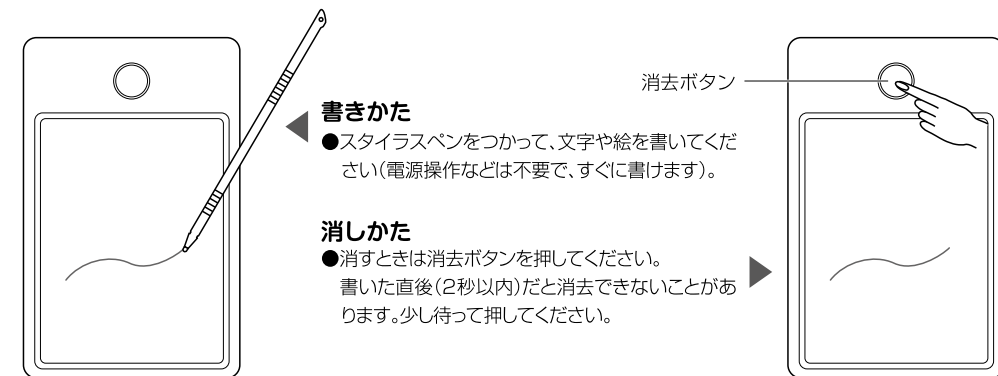 消去ボタン
書きかた
●スタイラスペンをつかって、文字や絵を書いてくだ
さい(電源操作などは不要で、すぐに書けます)。
消しかた
●消すときは消去ボタンを押してください。
書いた直後(2秒以内)だと消去できないことがあ
ります。少し待って押してください。